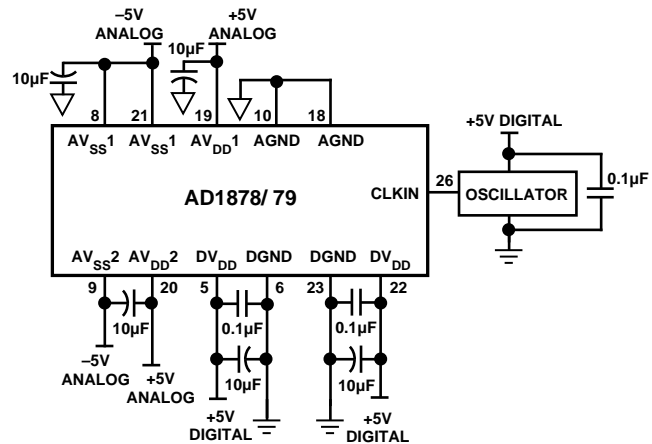 –5V
ANALOG
+5V
ANALOG
10µF
10µF
8
21
19
10
18
AVSS1
AVSS1
AVDD1
AGND
AGND
+5V DIGITAL
AD1878/ 79
CLKIN
26
OSCILLATOR
0.1µF
AVSS2
AVDD2
DVDD
DGND
DGND
DVDD
9
20
5
6
23
22
10µF
0.1µF
0.1µF
–5V
ANALOG
+5V
ANALOG
10µF
10µF
+5V
DIGITAL
+5V
DIGITAL